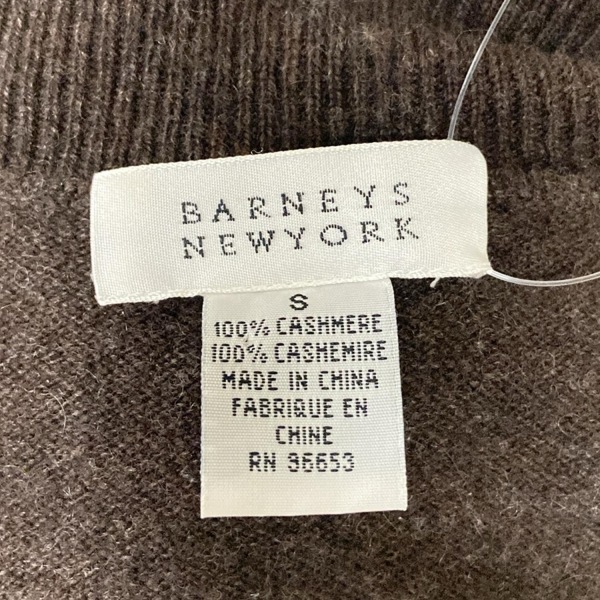 BARNEYS
NEWYORK
S
100% CASHMERE
100% CASHEMIRE
MADE IN CHINA
FABRIQUE EN
CHINE
RN 36653